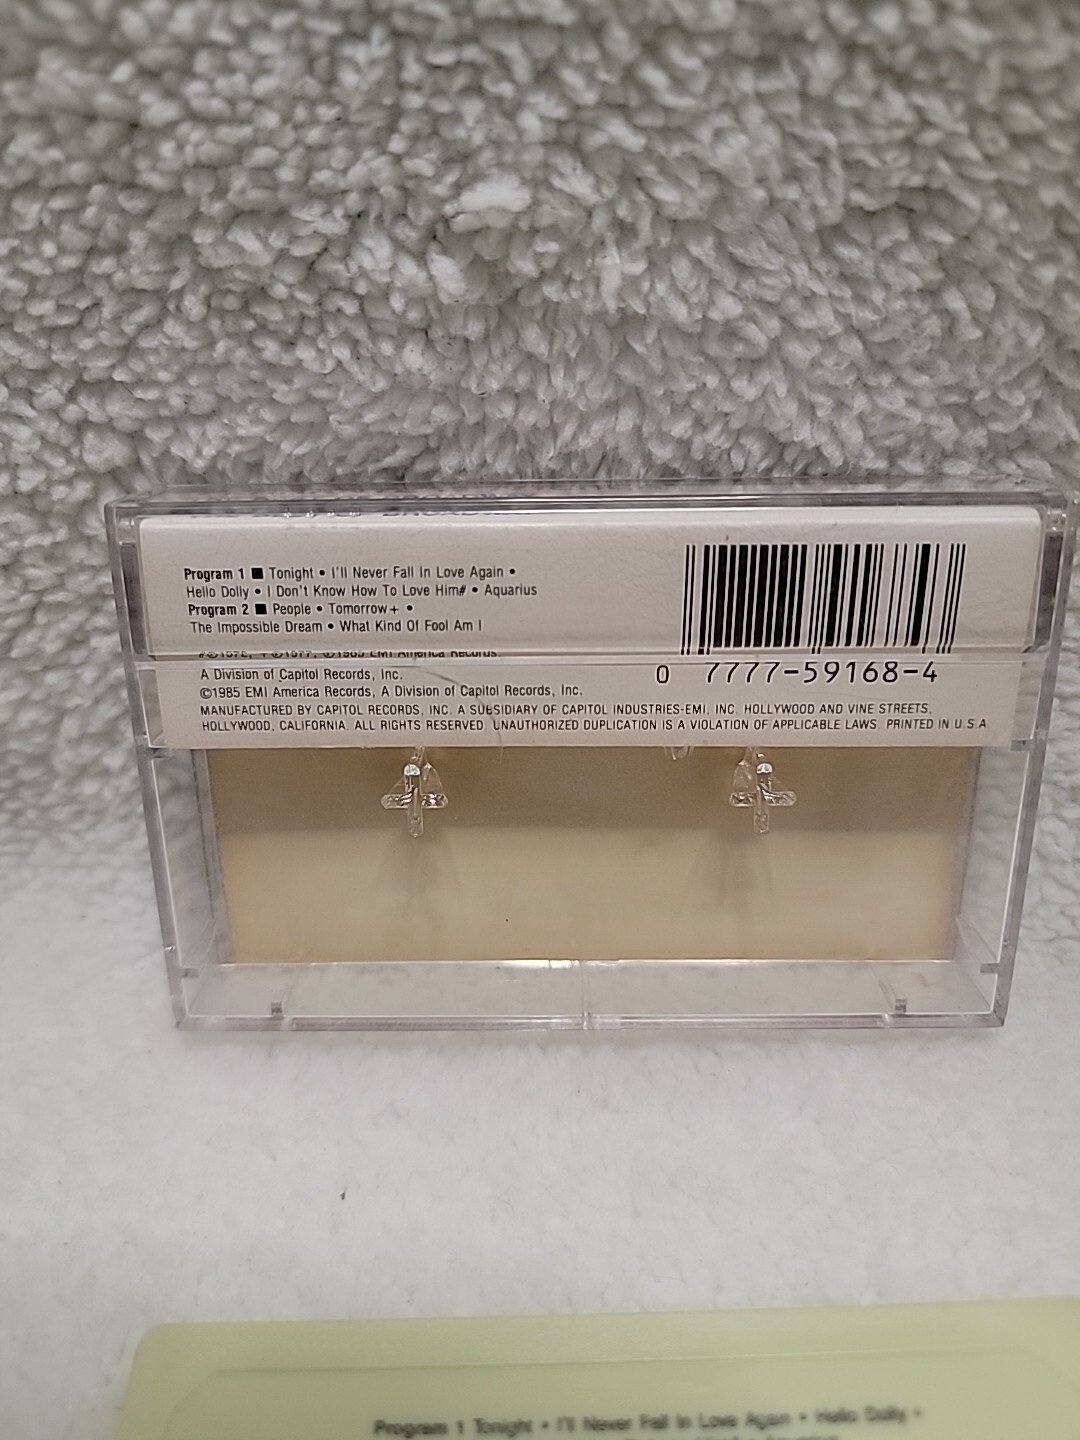 Program 1 ■ Tonight • I'll Never Fall In Love Again •
Hello Dolly • I Don't Know How To Love Him# • Aquarius
Program 2 ■ People • Tomorrow+ •
The Impossible Dream • What Kind Of Fool Am I
EMI America Records.
A Division of Capitol Records, Inc.
©1985 EMI America Records, A Division of Capitol Records, Inc.
MANUFACTURED BY CAPITOL RECORDS, INC. A SUBSIDIARY OF CAPITOL INDUSTRIES-EMI, INC. HOLLYWOOD AND VINE STREETS,
HOLLYWOOD, CALIFORNIA. ALL RIGHTS RESERVED. UNAUTHORIZED DUPLICATION IS A VIOLATION OF APPLICABLE LAWS. PRINTED IN U.S.A.
0 7777-59168-4
Program 1 Tonight • I'll Never Fall In Love Again • Hello Dolly •